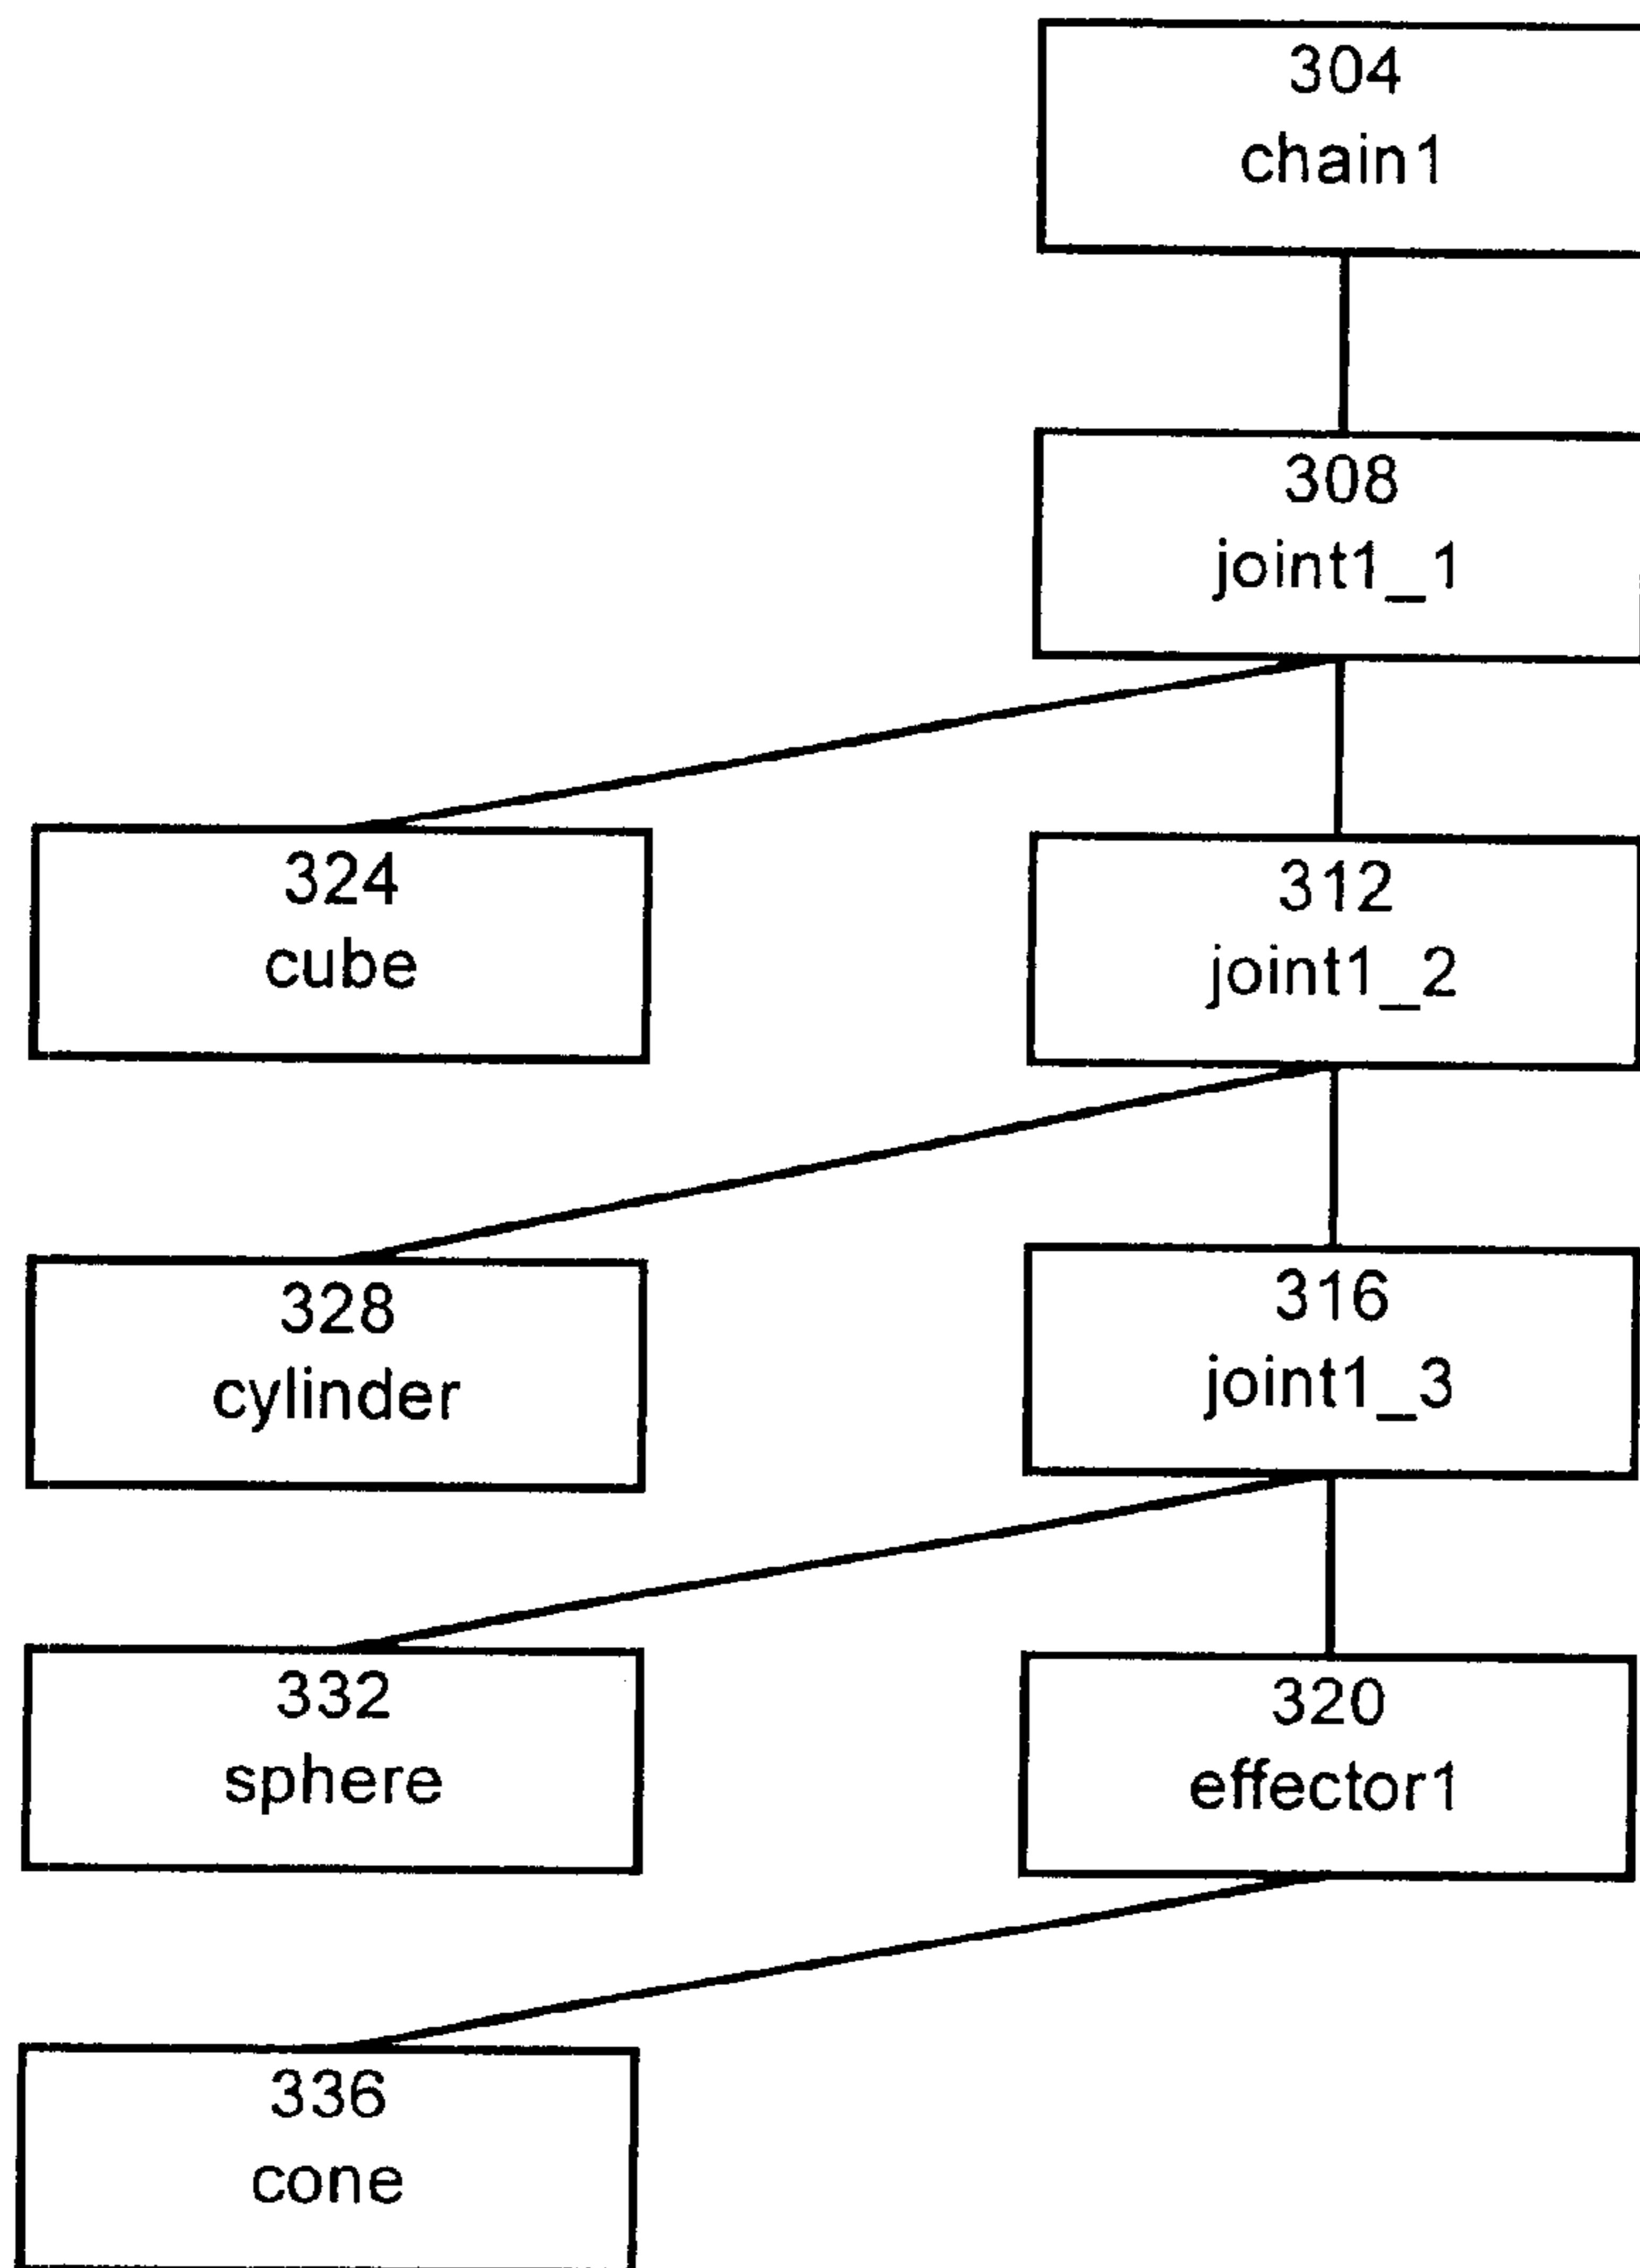 304
chain1
308
joint1_1
324
cube
312
joint1_2
328
cylinder
316
joint1_3
332
sphere
320
effector1
336
cone